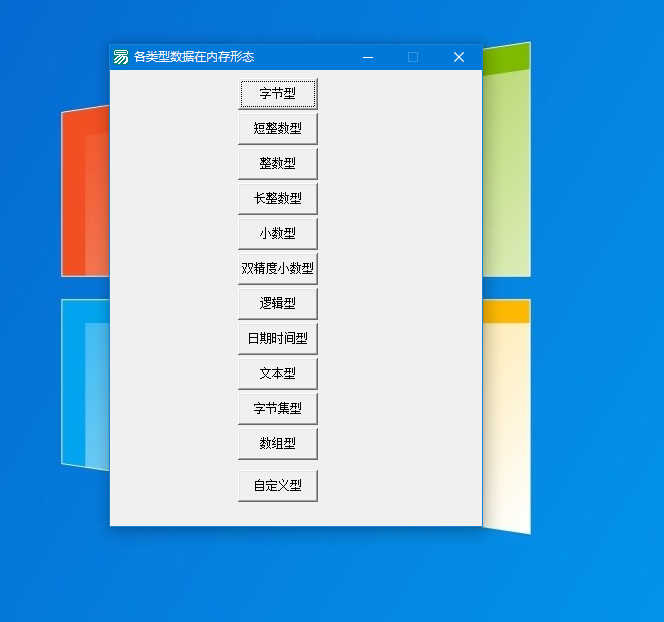 各类型数据在内存形态
字节型
短整数型
整数型
长整数型
小数型
双精度小数型
逻辑型
日期时间型
文本型
字节集型
数组型
自定义型